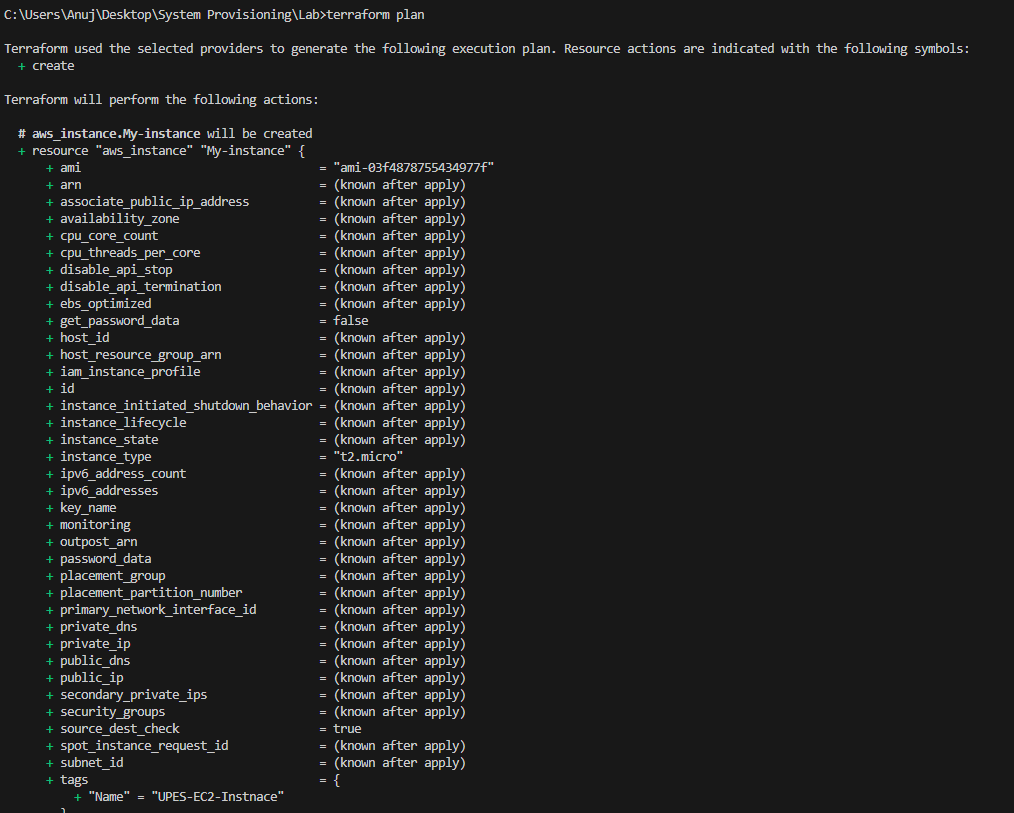 C:\Users\Anuj\Desktop\System Provisioning\Lab>terraform plan
Terraform used the selected providers to generate the following execution plan. Resource actions are indicated with the following symbols:
+ create
Terraform will perform the following actions:
# aws_instance.My-instance will be created
+ resource "aws_instance" "My-instance" {
+ ami = "ami-03f4878755434977f"
+ arn = (known after apply)
+ associate_public_ip_address = (known after apply)
+ availability_zone = (known after apply)
+ cpu_core_count = (known after apply)
+ cpu_threads_per_core = (known after apply)
+ disable_api_stop = (known after apply)
+ disable_api_termination = (known after apply)
+ ebs_optimized = (known after apply)
+ get_password_data = false
+ host_id = (known after apply)
+ host_resource_group_arn = (known after apply)
+ iam_instance_profile = (known after apply)
+ id = (known after apply)
+ instance_initiated_shutdown_behavior = (known after apply)
+ instance_lifecycle = (known after apply)
+ instance_state = (known after apply)
+ instance_type = "t2.micro"
+ ipv6_address_count = (known after apply)
+ ipv6_addresses = (known after apply)
+ key_name = (known after apply)
+ monitoring = (known after apply)
+ outpost_arn = (known after apply)
+ password_data = (known after apply)
+ placement_group = (known after apply)
+ placement_partition_number = (known after apply)
+ primary_network_interface_id = (known after apply)
+ private_dns = (known after apply)
+ private_ip = (known after apply)
+ public_dns = (known after apply)
+ public_ip = (known after apply)
+ secondary_private_ips = (known after apply)
+ security_groups = (known after apply)
+ source_dest_check = true
+ spot_instance_request_id = (known after apply)
+ subnet_id = (known after apply)
+ tags = {
+ "Name" = "UPES-EC2-Instnace"
}